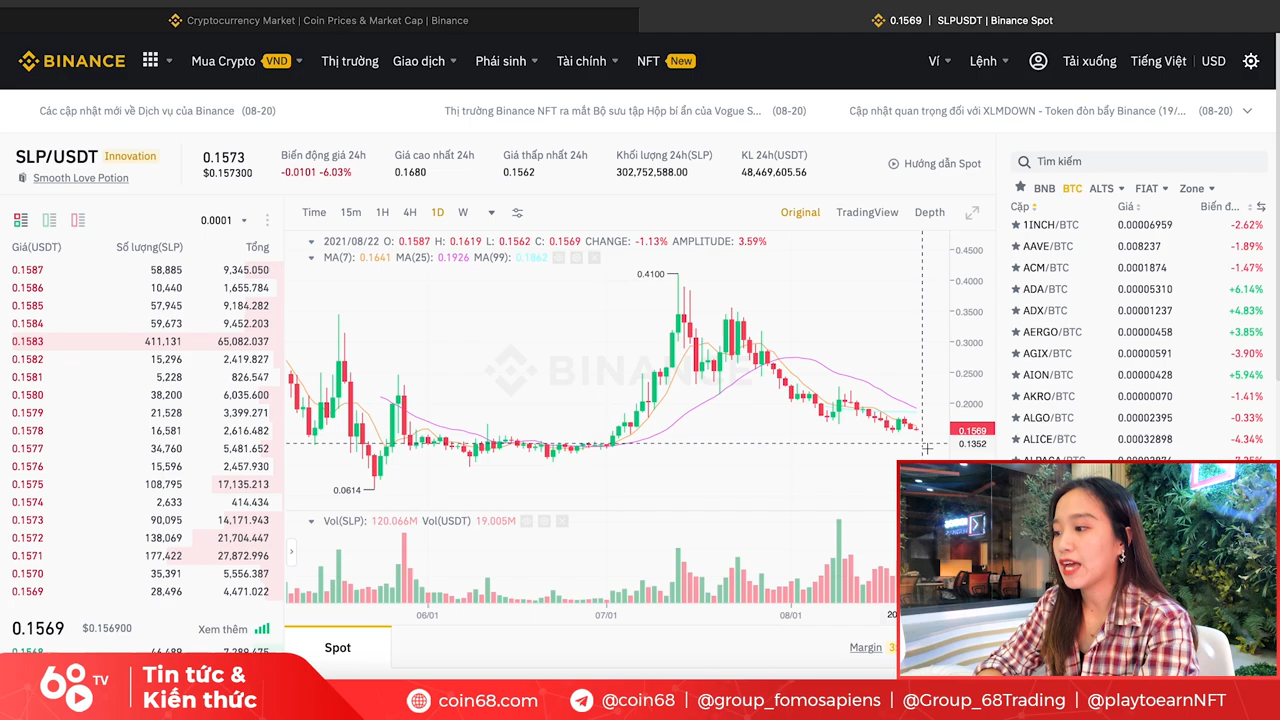 Cryptocurrency Market | Coin Prices & Market Cap | Binance
0.1569 | SLPUSDT | Binance Spot
BINANCE
Mua Crypto VND
Thị trường
Giao dịch
Phái sinh
Tài chính
NFT New
Ví
Lệnh
Tải xuống
Tiếng Việt
USD
Các cập nhật mới về Dịch vụ của Binance (08-20)
Thị trường Binance NFT ra mắt Bộ sưu tập Hộp bí ẩn của Vogue S... (08-20)
Cập nhật quan trọng đối với XLMDOWN - Token đòn bẩy Binance (19/... (08-20)
SLP/USDT Innovation
Smooth Love Potion
0.1573
$0.157300
Biến động giá 24h
-0.0101 -6.03%
Giá cao nhất 24h
0.1680
Giá thấp nhất 24h
0.1562
Khối lượng 24h(SLP)
302,752,588.00
KL 24h(USDT)
48,469,605.56
Hướng dẫn Spot
0.0001
Giá(USDT) Số lượng(SLP) Tổng
0.1587 58,885 9,345.050
0.1586 10,440 1,655.784
0.1585 57,945 9,184.282
0.1584 59,673 9,452.203
0.1583 411,131 65,082.037
0.1582 15,296 2,419.827
0.1581 5,228 826.547
0.1580 38,200 6,035.600
0.1579 21,528 3,399.271
0.1578 16,581 2,616.482
0.1577 34,760 5,481.652
0.1576 15,596 2,457.930
0.1575 108,795 17,135.213
0.1574 2,633 414.434
0.1573 90,095 14,171.943
0.1572 138,069 21,704.447
0.1571 177,422 27,872.996
0.1570 35,391 5,556.387
0.1569 28,496 4,471.022
0.1569 $0.156900 Xem thêm
Time 15m 1H 4H 1D W
Original TradingView Depth
2021/08/22 O: 0.1587 H: 0.1619 L: 0.1562 C: 0.1569 CHANGE: -1.13% AMPLITUDE: 3.59%
MA(7): 0.1641 MA(25): 0.1926 MA(99): 0.1862
BINANCE
0.4100
0.0614
0.4500
0.4000
0.3500
0.3000
0.2500
0.2000
0.1569
0.1352
Vol(SLP): 120.066M Vol(USDT) 19.005M
06/01 07/01 08/01
Spot
Margin
Tìm kiếm
BNB BTC ALTS FIAT Zone
Cặp Giá Biến đ...
1INCH/BTC 0.00006959 -2.62%
AAVE/BTC 0.008237 -1.89%
ACM/BTC 0.0001874 -1.47%
ADA/BTC 0.00005310 +6.14%
ADX/BTC 0.00001237 +4.83%
AERGO/BTC 0.00000458 +3.85%
AGIX/BTC 0.00000591 -3.90%
AION/BTC 0.00000428 +5.94%
AKRO/BTC 0.00000070 -1.41%
ALGO/BTC 0.00002395 -0.33%
ALICE/BTC 0.00032898 -4.34%
68 TV
Tin tức &
Kiến thức
coin68.com
@coin68 | @group_fomosapiens | @Group_68Trading | @playtoearnNFT